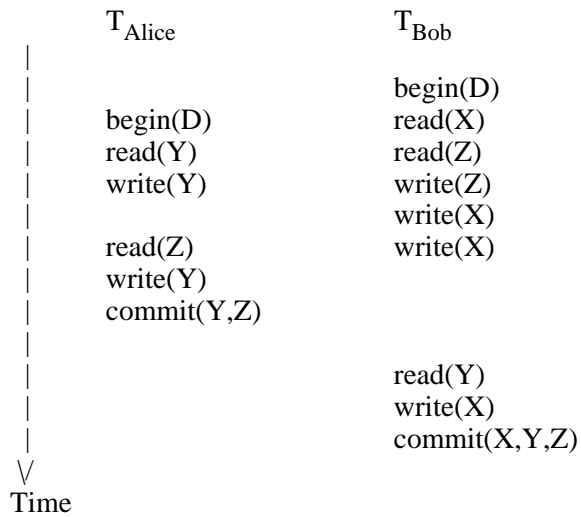 T_Alice T_Bob
begin(D)
begin(D) read(X)
read(Y) read(Z)
write(Y) write(Z)
write(X)
read(Z) write(X)
write(Y)
commit(Y,Z)
read(Y)
write(X)
commit(X,Y,Z)
Time